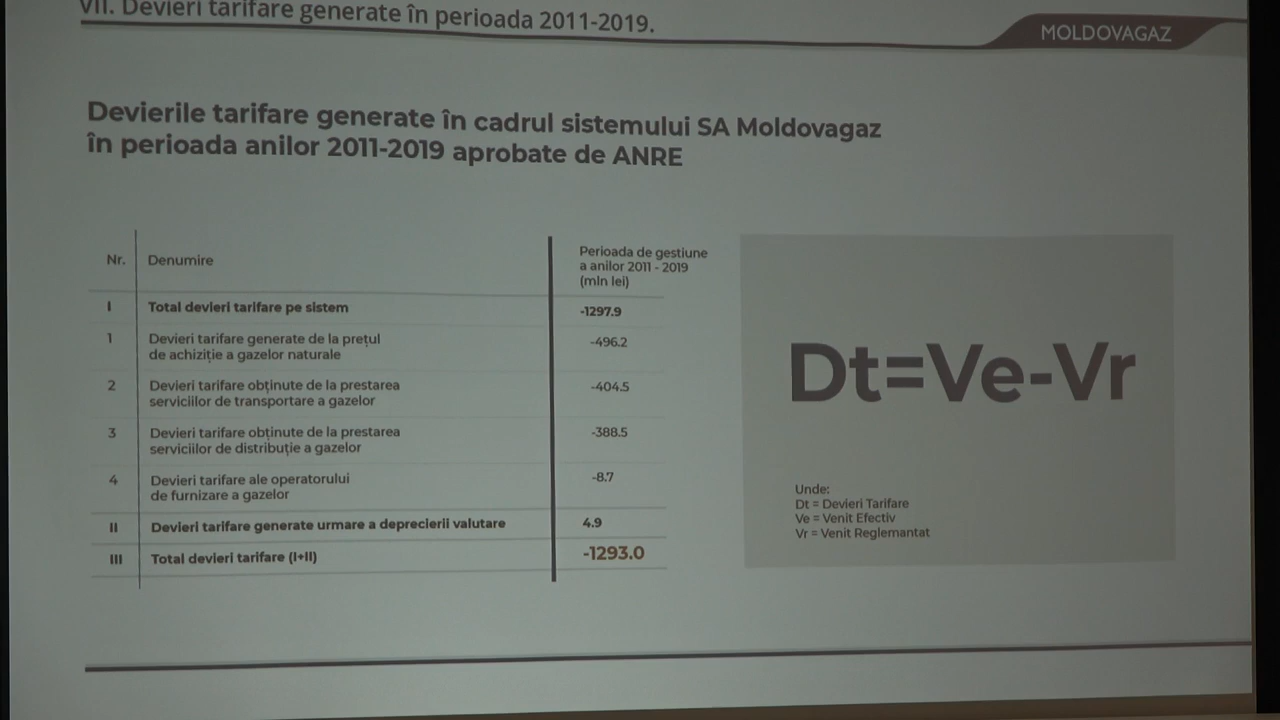 VII. Devieri tarifare generate în perioada 2011-2019.
MOLDOVAGAZ
Devierile tarifare generate în cadrul sistemului SA Moldovagaz
în perioada anilor 2011-2019 aprobate de ANRE
Nr.
Denumire
Perioada de gestiune
a anilor 2011 - 2019
(mln lei)
I
Total devieri tarifare pe sistem
-1297.9
1
Devieri tarifare generate de la prețul
de achiziție a gazelor naturale
-496.2
2
Devieri tarifare obținute de la prestarea
serviciilor de transportare a gazelor
-404.5
3
Devieri tarifare obținute de la prestarea
serviciilor de distribuție a gazelor
-388.5
4
Devieri tarifare ale operatorului
de furnizare a gazelor
-8.7
II
Devieri tarifare generate urmare a deprecierii valutare
4.9
III
Total devieri tarifare (I+II)
-1293.0
Dt=Ve-Vr
Unde:
Dt = Devieri Tarifare
Ve = Venit Efectiv
Vr = Venit Reglemantat